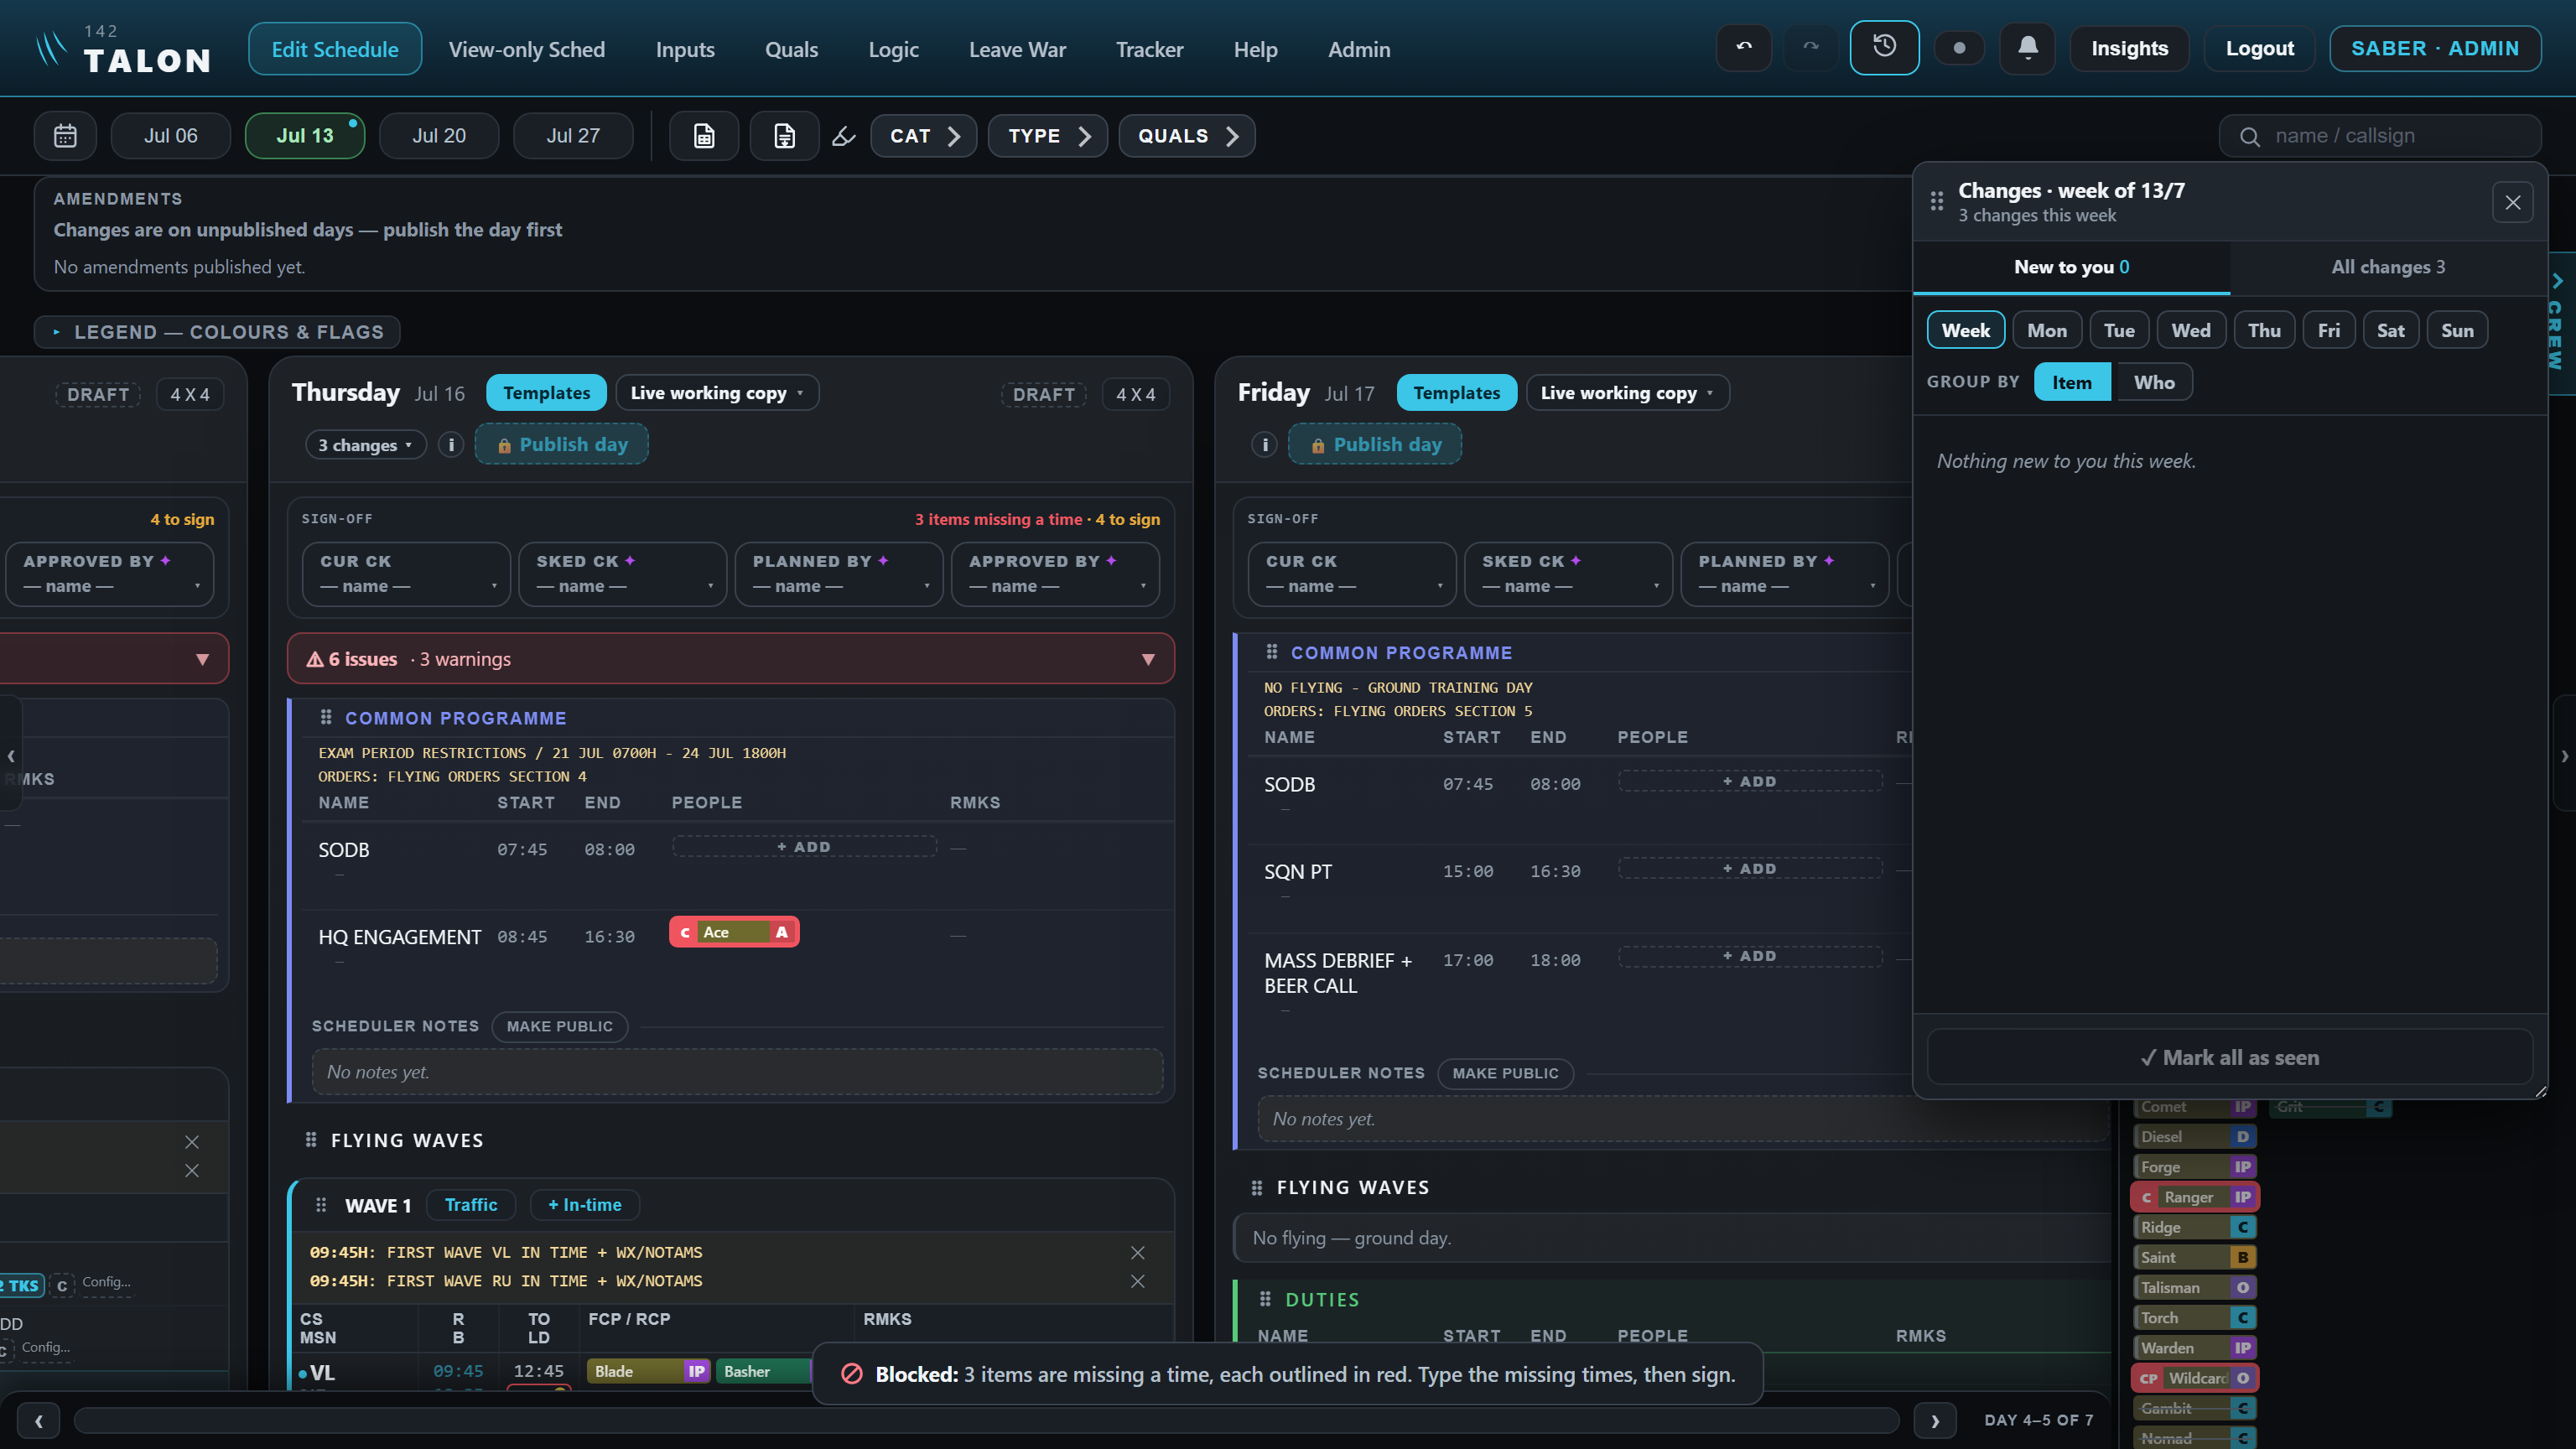 142
TALON
Edit Schedule
View-only Sched
Inputs
Quals
Logic
Leave War
Tracker
Help
Admin
Insights
Logout
SABER · ADMIN
Jul 06
Jul 13
Jul 20
Jul 27
CAT
TYPE
QUALS
name / callsign
AMENDMENTS
Changes are on unpublished days — publish the day first
No amendments published yet.
LEGEND — COLOURS & FLAGS
Changes · week of 13/7
3 changes this week
New to you 0
All changes 3
Week Mon Tue Wed Thu Fri Sat Sun
GROUP BY Item Who
Nothing new to you this week.
✓ Mark all as seen
CREW
DRAFT 4 X 4
4 to sign
APPROVED BY ✦
— name —
RMKS
—
2 TKS C Config...
DD
C Config...
Thursday Jul 16 Templates Live working copy DRAFT 4 X 4
3 changes i Publish day
SIGN-OFF 3 items missing a time · 4 to sign
CUR CK SKED CK ✦ PLANNED BY ✦ APPROVED BY ✦
— name — — name — — name — — name —
6 issues · 3 warnings
COMMON PROGRAMME
EXAM PERIOD RESTRICTIONS / 21 JUL 0700H - 24 JUL 1800H
ORDERS: FLYING ORDERS SECTION 4
NAME START END PEOPLE RMKS
SODB 07:45 08:00 + ADD —
—
HQ ENGAGEMENT 08:45 16:30 C Ace A —
—
SCHEDULER NOTES MAKE PUBLIC
No notes yet.
FLYING WAVES
WAVE 1 Traffic + In-time
09:45H: FIRST WAVE VL IN TIME + WX/NOTAMS
09:45H: FIRST WAVE RU IN TIME + WX/NOTAMS
CS R TO FCP / RCP RMKS
MSN B LD
VL 09:45 12:45 Blade IP Basher
Friday Jul 17 Templates Live working copy
i Publish day
SIGN-OFF
CUR CK SKED CK ✦ PLANNED BY ✦
— name — — name — — name —
COMMON PROGRAMME
NO FLYING - GROUND TRAINING DAY
ORDERS: FLYING ORDERS SECTION 5
NAME START END PEOPLE
SODB 07:45 08:00 + ADD —
—
SQN PT 15:00 16:30 + ADD —
—
MASS DEBRIEF + 17:00 18:00 + ADD —
BEER CALL
—
SCHEDULER NOTES MAKE PUBLIC
No notes yet.
FLYING WAVES
No flying — ground day.
DUTIES
NAME START END PEOPLE RMKS
Comet IP
Grit C
Diesel D
Forge IP
C Ranger IP
Ridge C
Saint B
Talisman O
Torch C
Warden IP
CP Wildcard O
Gambit C
Nomad C
Blocked: 3 items are missing a time, each outlined in red. Type the missing times, then sign.
DAY 4–5 OF 7